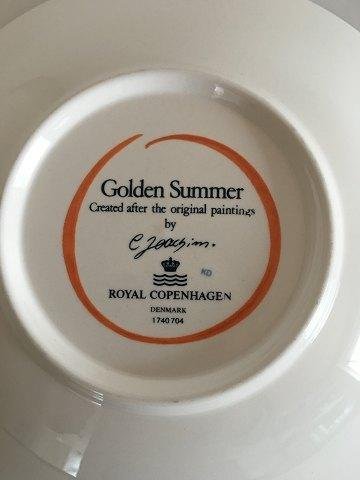 Golden Summer
Created after the original paintings
by
C Joachim.
KD
ROYAL COPENHAGEN
DENMARK
1740704